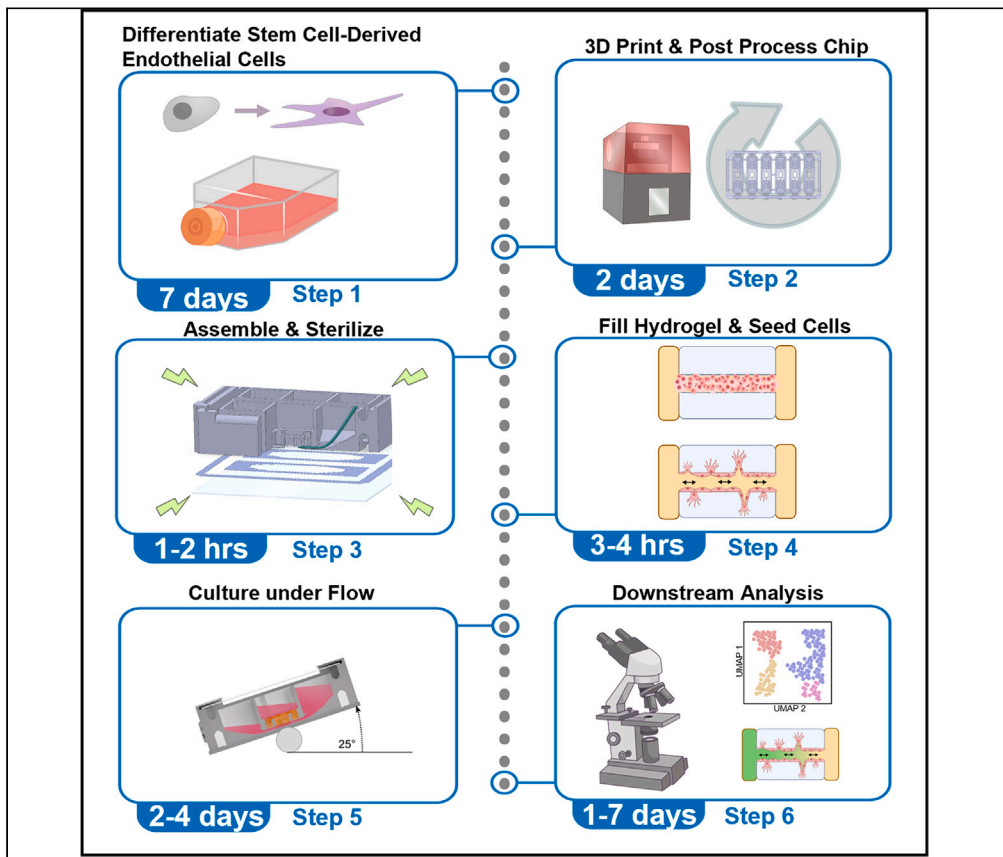 Differentiate Stem Cell-Derived
Endothelial Cells
7 days
Step 1
3D Print & Post Process Chip
2 days
Step 2
Assemble & Sterilize
1-2 hrs
Step 3
Fill Hydrogel & Seed Cells
3-4 hrs
Step 4
Culture under Flow
25°
2-4 days
Step 5
Downstream Analysis
UMAP 1
UMAP 2
1-7 days
Step 6